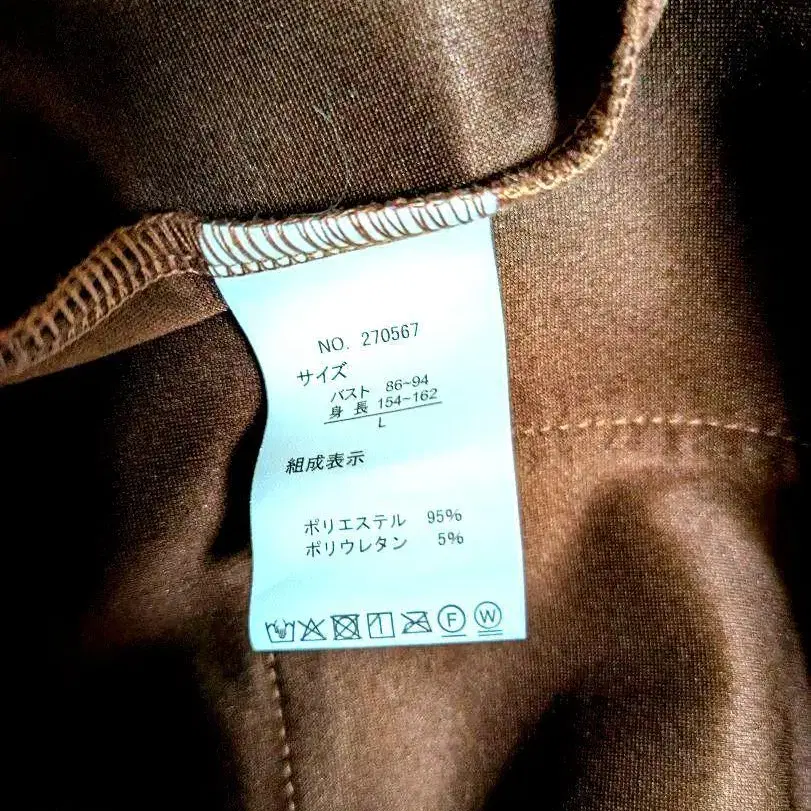 NO. 270567
サイズ
バスト 86~94
身長 154~162
L
組成表示
ポリエステル 95%
ポリウレタン 5%
F W